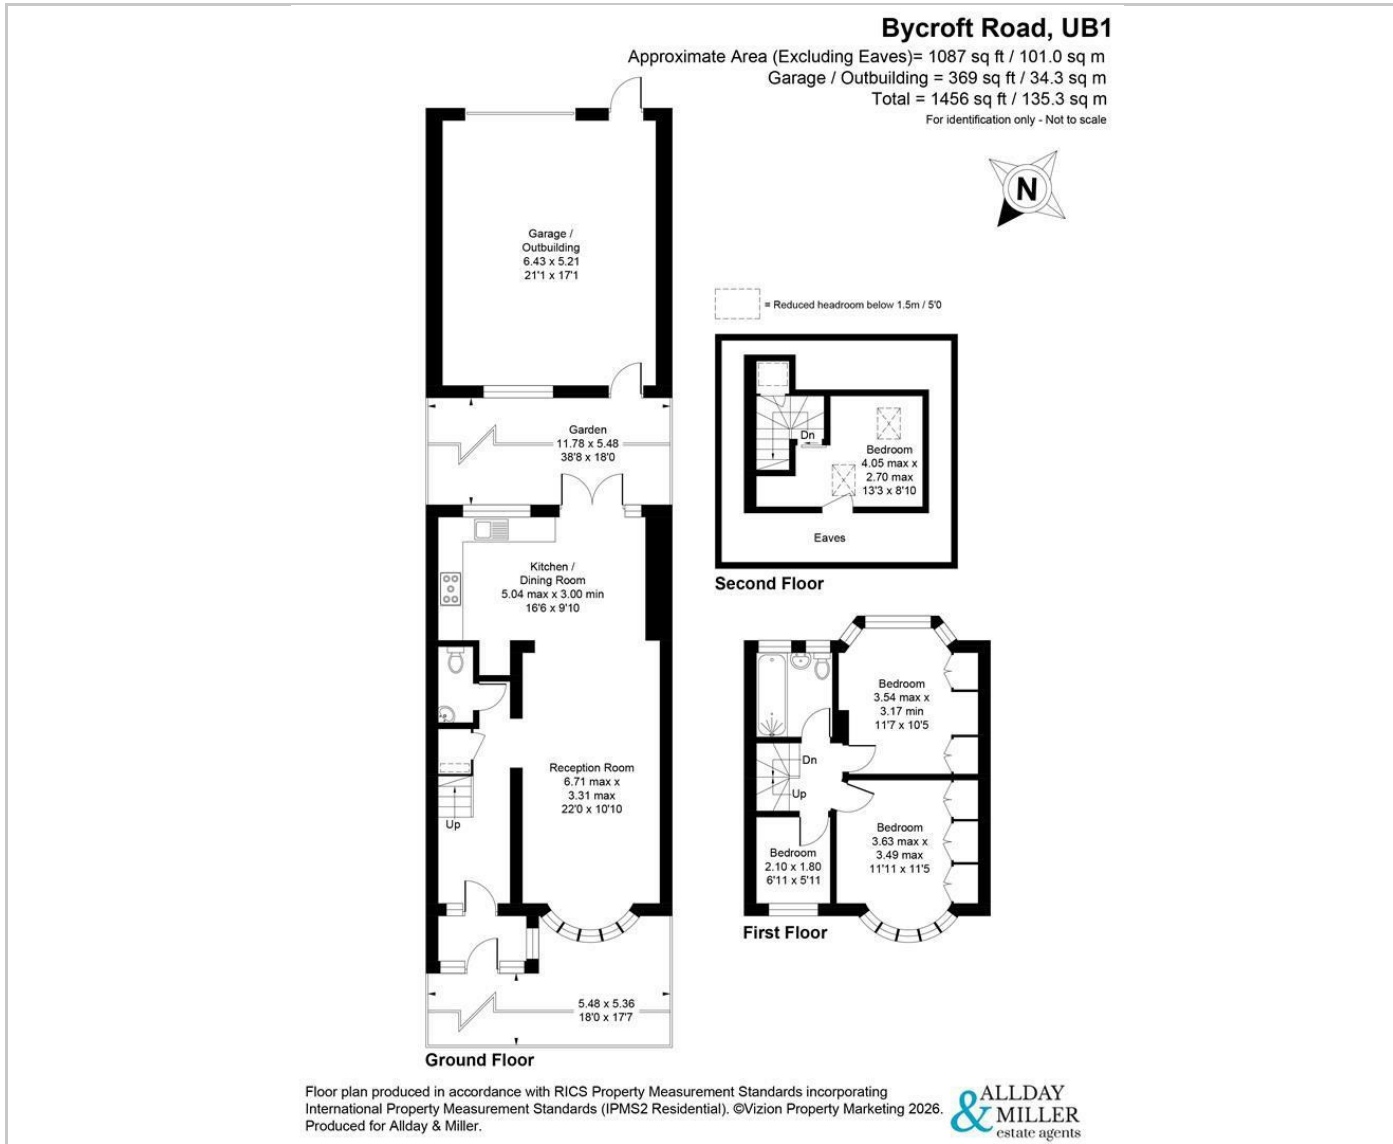 Bycroft Road, UB1
Approximate Area (Excluding Eaves)= 1087 sq ft / 101.0 sq m
Garage / Outbuilding = 369 sq ft / 34.3 sq m
Total = 1456 sq ft / 135.3 sq m
For identification only - Not to scale
N
Garage /
Outbuilding
6.43 x 5.21
21'1 x 17'1
= Reduced headroom below 1.5m / 5'0
Garden
11.78 x 5.48
38'8 x 18'0
Dn
Bedroom
4.05 max x
2.70 max
13'3 x 8'10
Eaves
Second Floor
Kitchen /
Dining Room
5.04 max x 3.00 min
16'6 x 9'10
Reception Room
6.71 max x
3.31 max
22'0 x 10'10
Up
Bedroom
3.54 max x
3.17 min
11'7 x 10'5
Dn
Up
Bedroom
3.63 max x
3.49 max
11'11 x 11'5
Bedroom
2.10 x 1.80
6'11 x 5'11
First Floor
5.48 x 5.36
18'0 x 17'7
Ground Floor
Floor plan produced in accordance with RICS Property Measurement Standards incorporating
International Property Measurement Standards (IPMS2 Residential). ©Vizion Property Marketing 2026.
Produced for Allday & Miller.
ALLDAY
& MILLER
estate agents